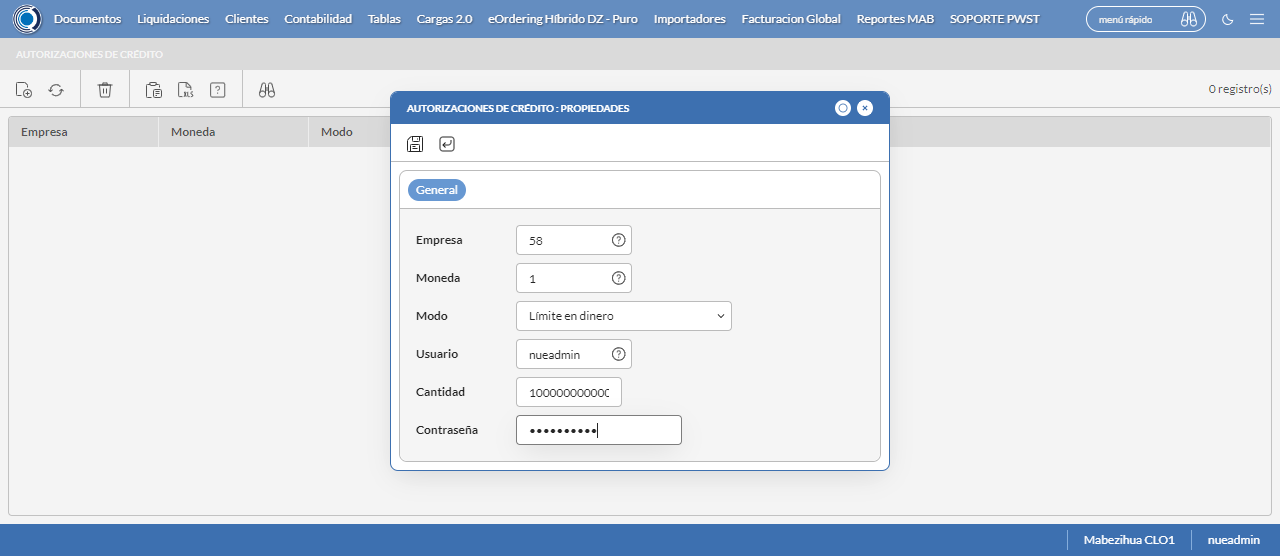 Documentos Liquidaciones Clientes Contabilidad Tablas Cargas 2.0 eOrdering Híbrido DZ - Puro Importadores Facturacion Global Reportes MAB SOPORTE PWST menú rápido
AUTORIZACIONES DE CRÉDITO
XLS ? 0 registro(s)
AUTORIZACIONES DE CRÉDITO : PROPIEDADES
Empresa Moneda Modo
General
Empresa 58 ?
Moneda 1 ?
Modo Límite en dinero
Usuario nueadmin ?
Cantidad 10000000000
Contraseña ••••••••••
Mabezihua CLO1 nueadmin